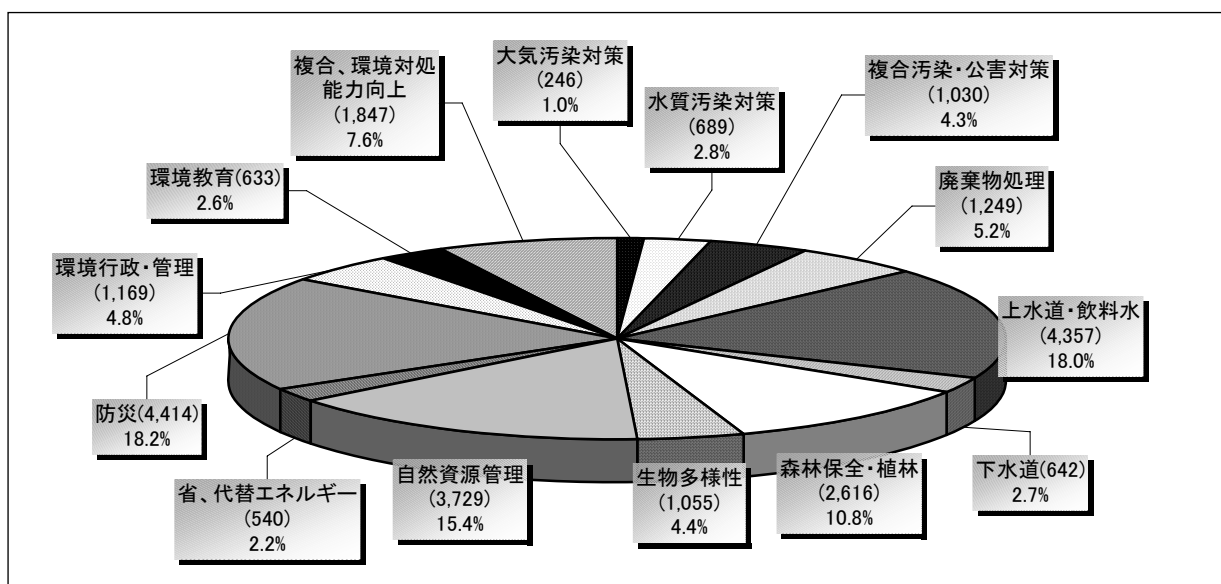 大気汚染対策
(246)
1.0%
水質汚染対策
(689)
2.8%
複合汚染・公害対策
(1,030)
4.3%
廃棄物処理
(1,249)
5.2%
上水道・飲料水
(4,357)
18.0%
下水道(642)
2.7%
森林保全・植林
(2,616)
10.8%
生物多様性
(1,055)
4.4%
自然資源管理
(3,729)
15.4%
省、代替エネルギー
(540)
2.2%
防災(4,414)
18.2%
環境行政・管理
(1,169)
4.8%
環境教育(633)
2.6%
複合、環境対処
能力向上
(1,847)
7.6%